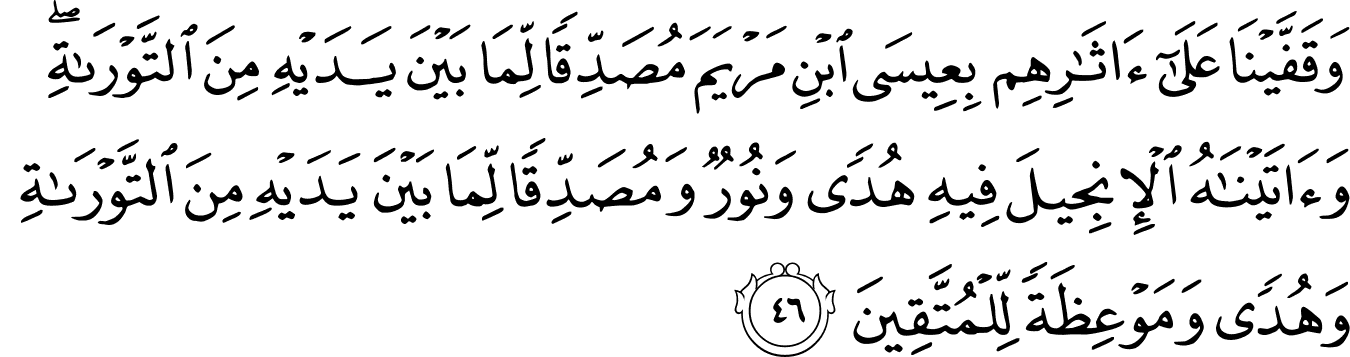 وَقَفَّيۡنَا عَلَىٰٓ ءَاثَٰرِهِم بِعِيسَى ٱبۡنِ مَرۡيَمَ مُصَدِّقٗا لِّمَا بَيۡنَ يَدَيۡهِ مِنَ ٱلتَّوۡرَىٰةِۖ
وَءَاتَيۡنَٰهُ ٱلۡإِنجِيلَ فِيهِ هُدٗى وَنُورٞ وَمُصَدِّقٗا لِّمَا بَيۡنَ يَدَيۡهِ مِنَ ٱلتَّوۡرَىٰةِ
وَهُدٗى وَمَوۡعِظَةٗ لِّلۡمُتَّقِينَ ٤٦